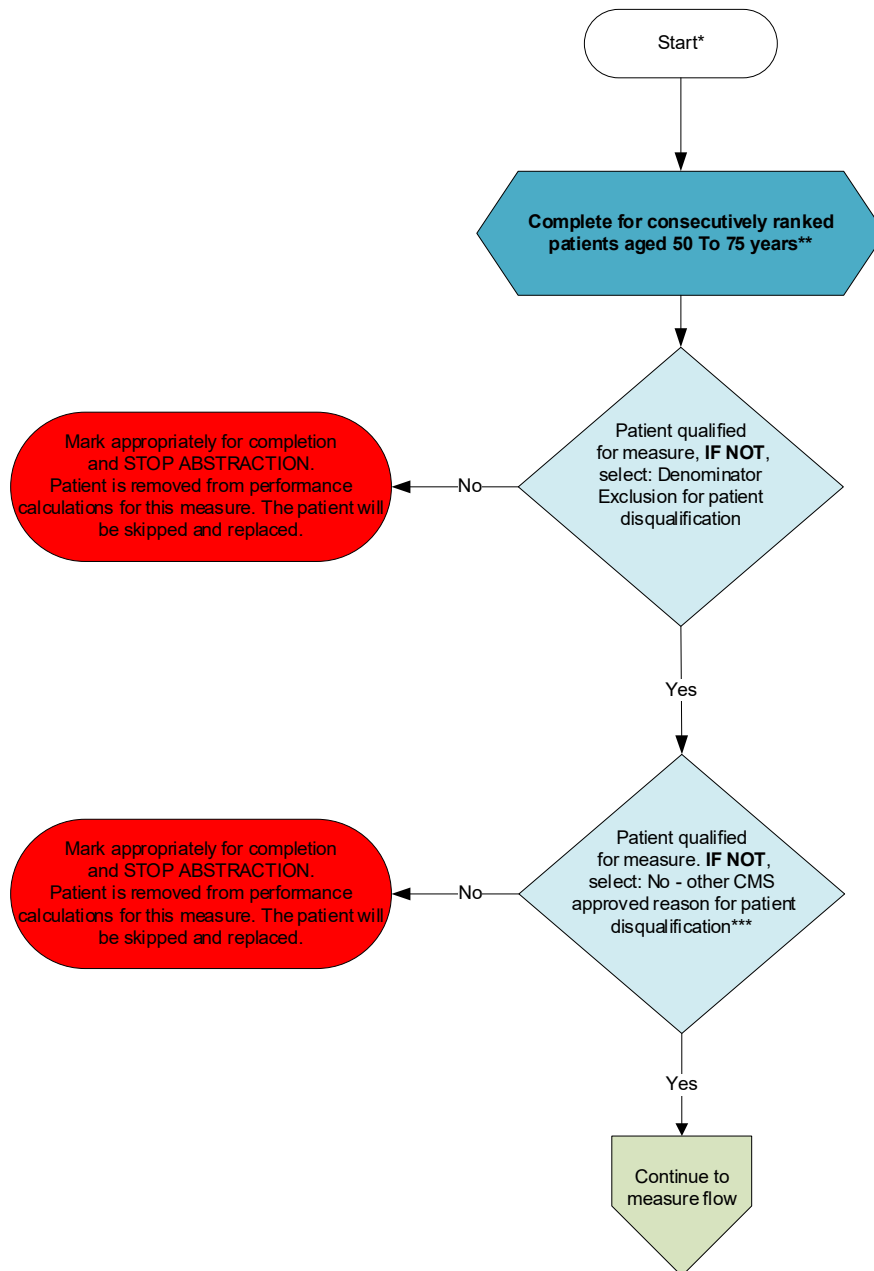 Start*
Complete for consecutively ranked
patients aged 50 To 75 years**
Patient qualified
for measure, IF NOT,
select: Denominator
Exclusion for patient
disqualification
No
Mark appropriately for completion
and STOP ABSTRACTION.
Patient is removed from performance
calculations for this measure. The patient will
be skipped and replaced.
Yes
Patient qualified
for measure. IF NOT,
select: No - other CMS
approved reason for patient
disqualification***
No
Mark appropriately for completion
and STOP ABSTRACTION.
Patient is removed from performance
calculations for this measure. The patient will
be skipped and replaced.
Yes
Continue to
measure flow